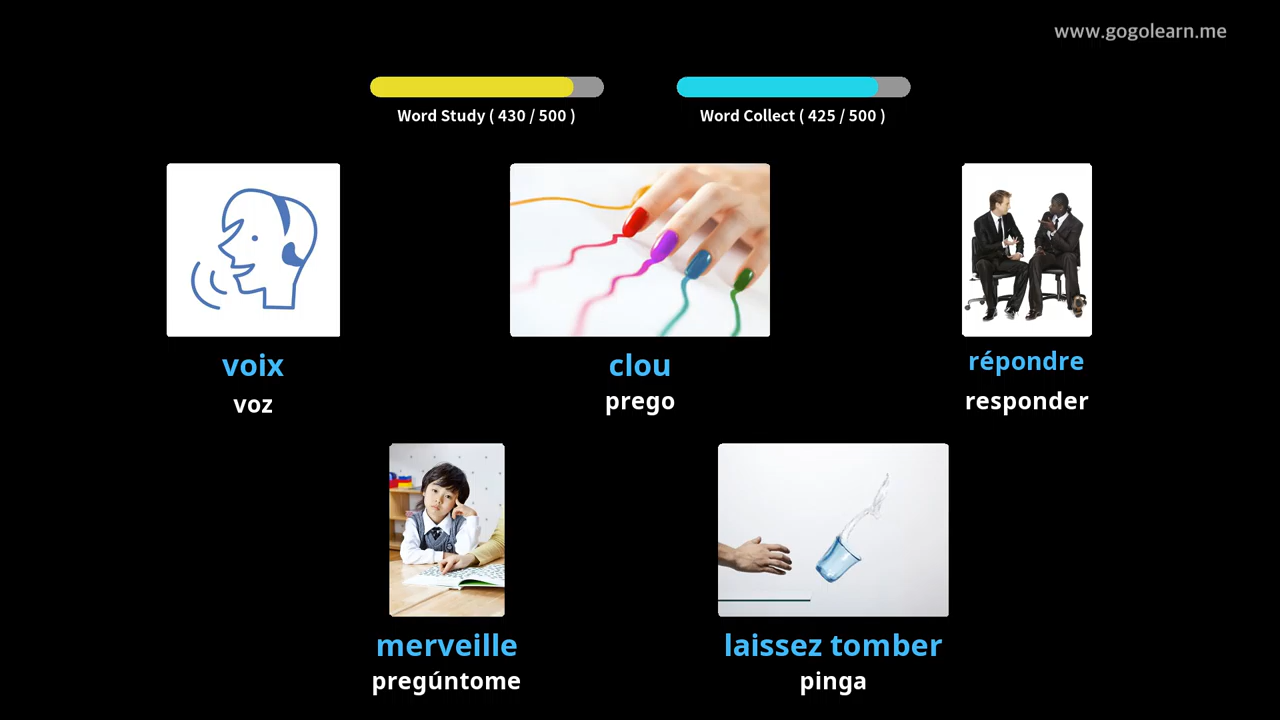 www.gogolearn.me
Word Study ( 430 / 500 )
Word Collect ( 425 / 500 )
voix
voz
clou
prego
répondre
responder
merveille
pregúntome
laissez tomber
pinga